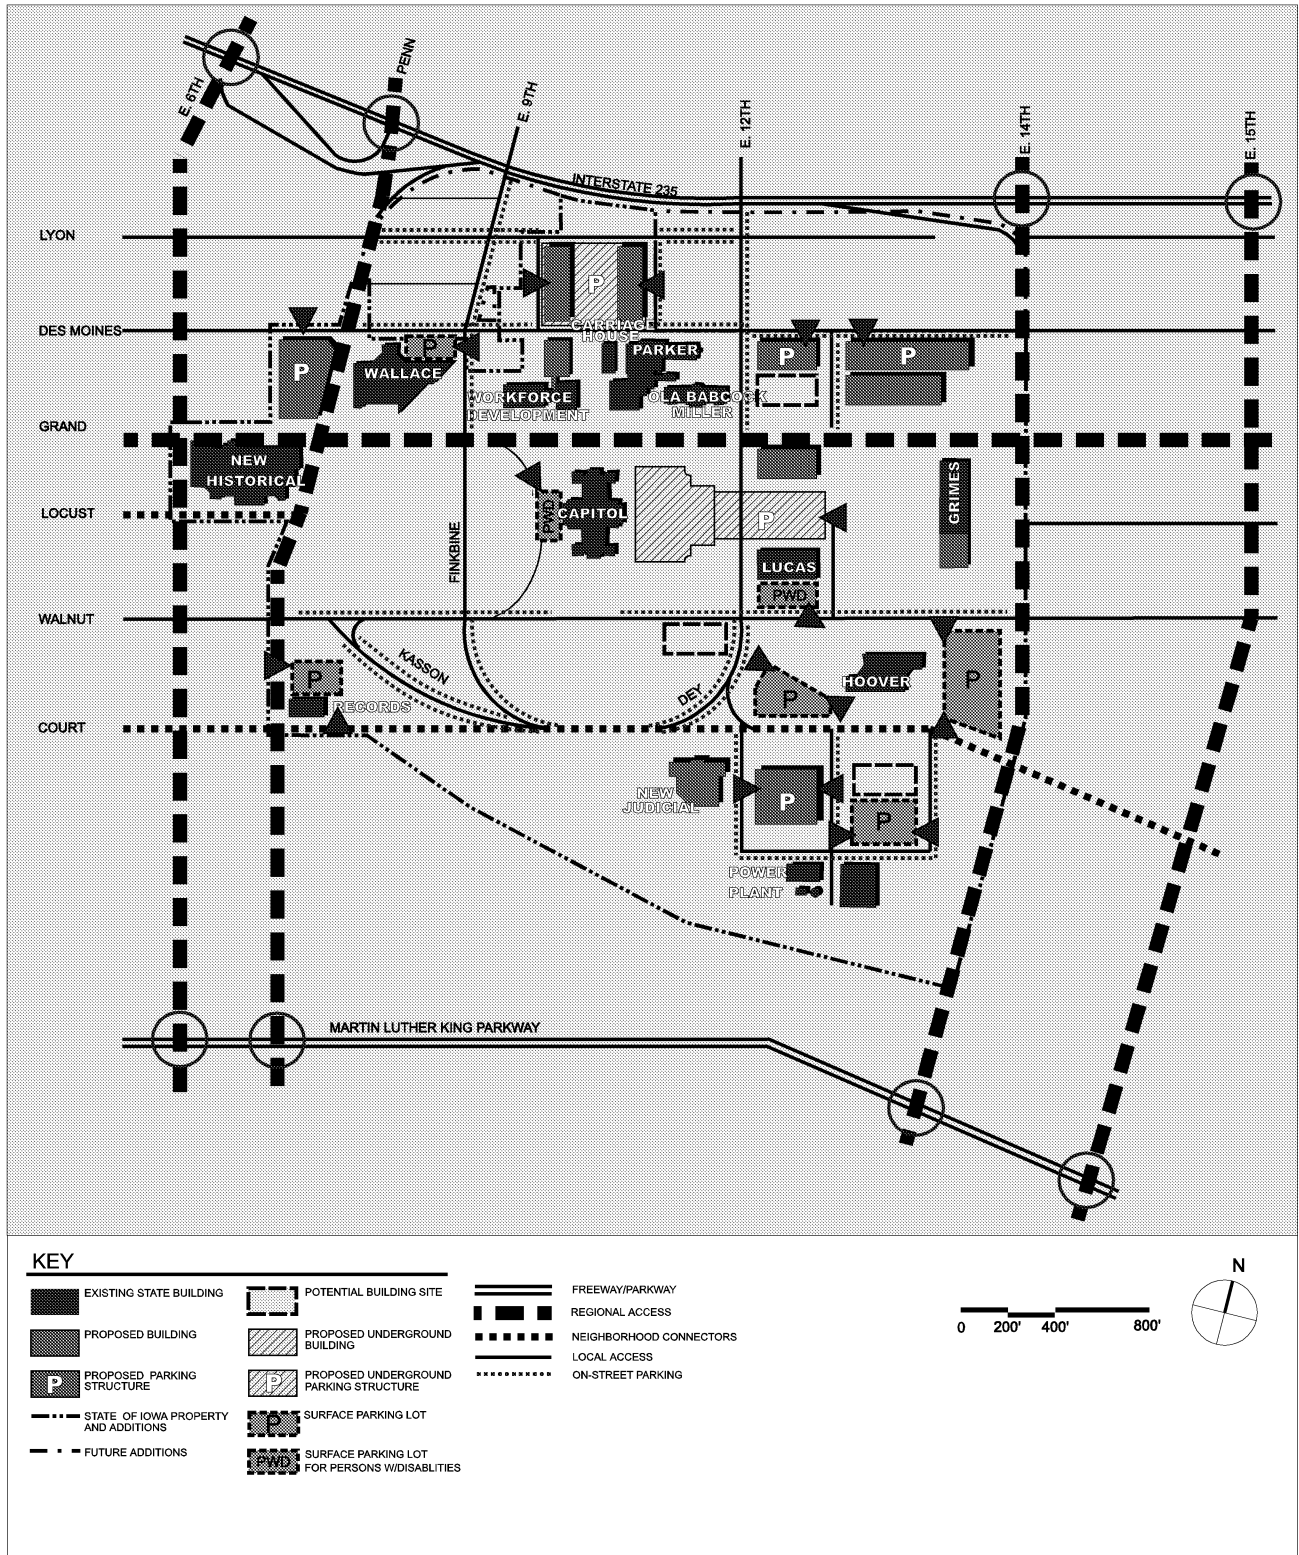 E. 6TH
PENN
E. 9TH
E. 12TH
E. 14TH
E. 15TH
INTERSTATE 235
LYON
P
CARRIAGE
HOUSE
DES MOINES
P
WALLACE
P
PARKER
WORKFORCE
DEVELOPMENT
OLA BABCOCK
MILLER
P
P
GRAND
NEW
HISTORICAL
LOCUST
FINKBINE
PWD
CAPITOL
P
GRIMES
LUCAS
PWD
WALNUT
KASSON
DEY
HOOVER
P
P
P
RECORDS
COURT
NEW
JUDICIAL
P
P
POWER
PLANT
MARTIN LUTHER KING PARKWAY
KEY
EXISTING STATE BUILDING
PROPOSED BUILDING
P
PROPOSED PARKING
STRUCTURE
STATE OF IOWA PROPERTY
AND ADDITIONS
FUTURE ADDITIONS
POTENTIAL BUILDING SITE
PROPOSED UNDERGROUND
BUILDING
P
PROPOSED UNDERGROUND
PARKING STRUCTURE
P
SURFACE PARKING LOT
PWD
SURFACE PARKING LOT
FOR PERSONS W/DISABLITIES
FREEWAY/PARKWAY
REGIONAL ACCESS
NEIGHBORHOOD CONNECTORS
LOCAL ACCESS
ON-STREET PARKING
0 200' 400' 800'
N